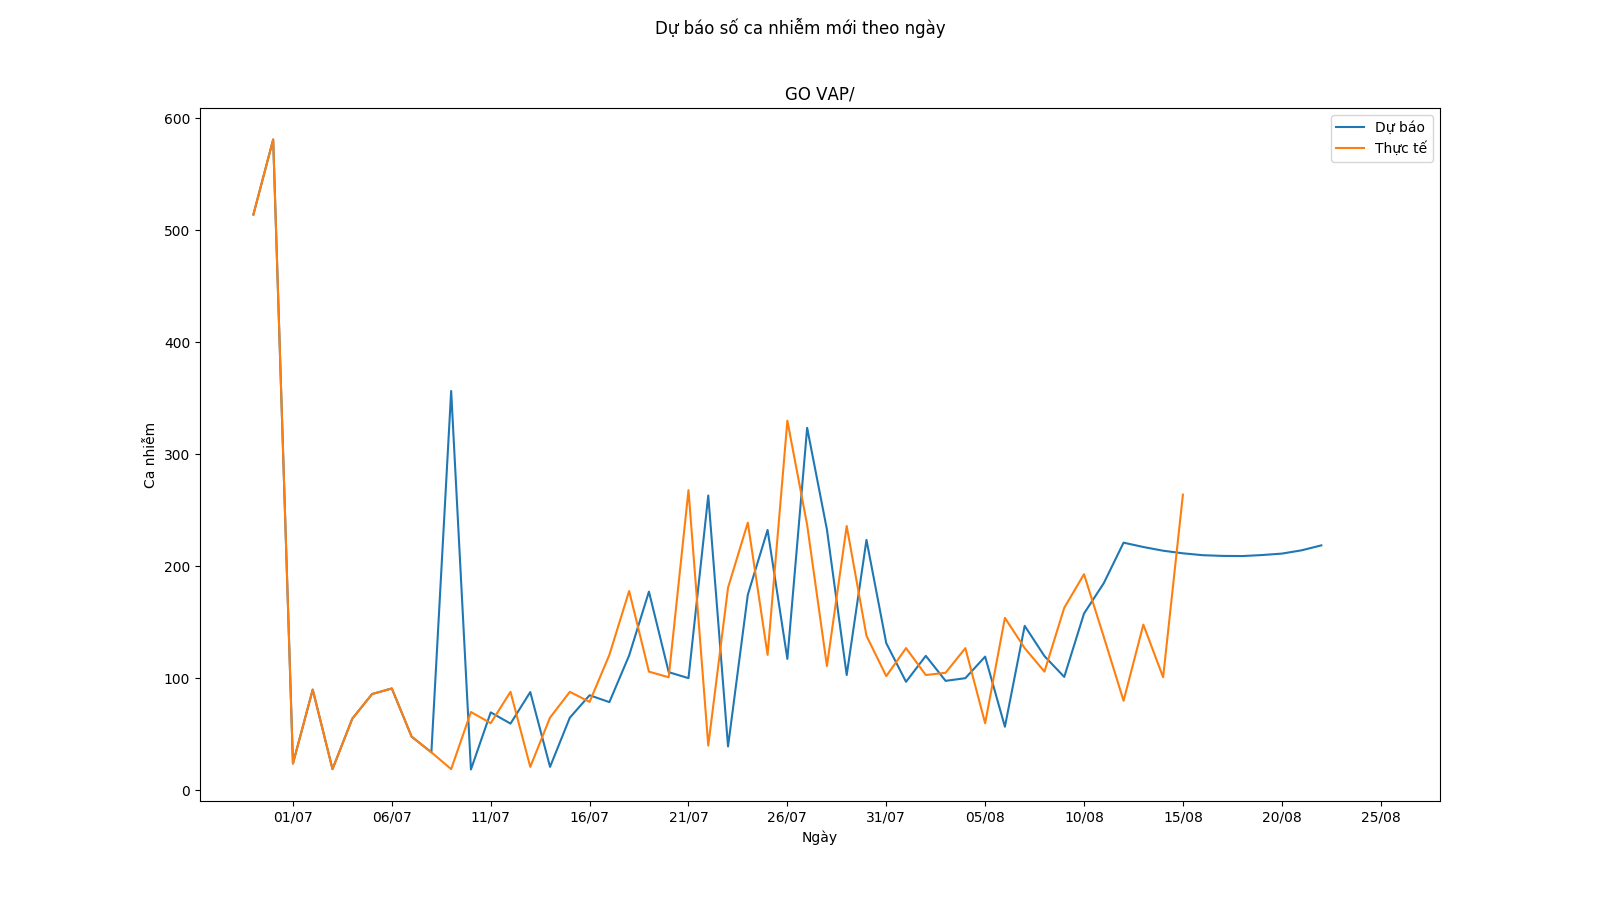 Dự báo số ca nhiễm mới theo ngày
GO VAP/
Dự báo
Thực tế
600
500
400
300
200
100
0
Ca nhiễm
01/07 06/07 11/07 16/07 21/07 26/07 31/07 05/08 10/08 15/08 20/08 25/08
Ngày